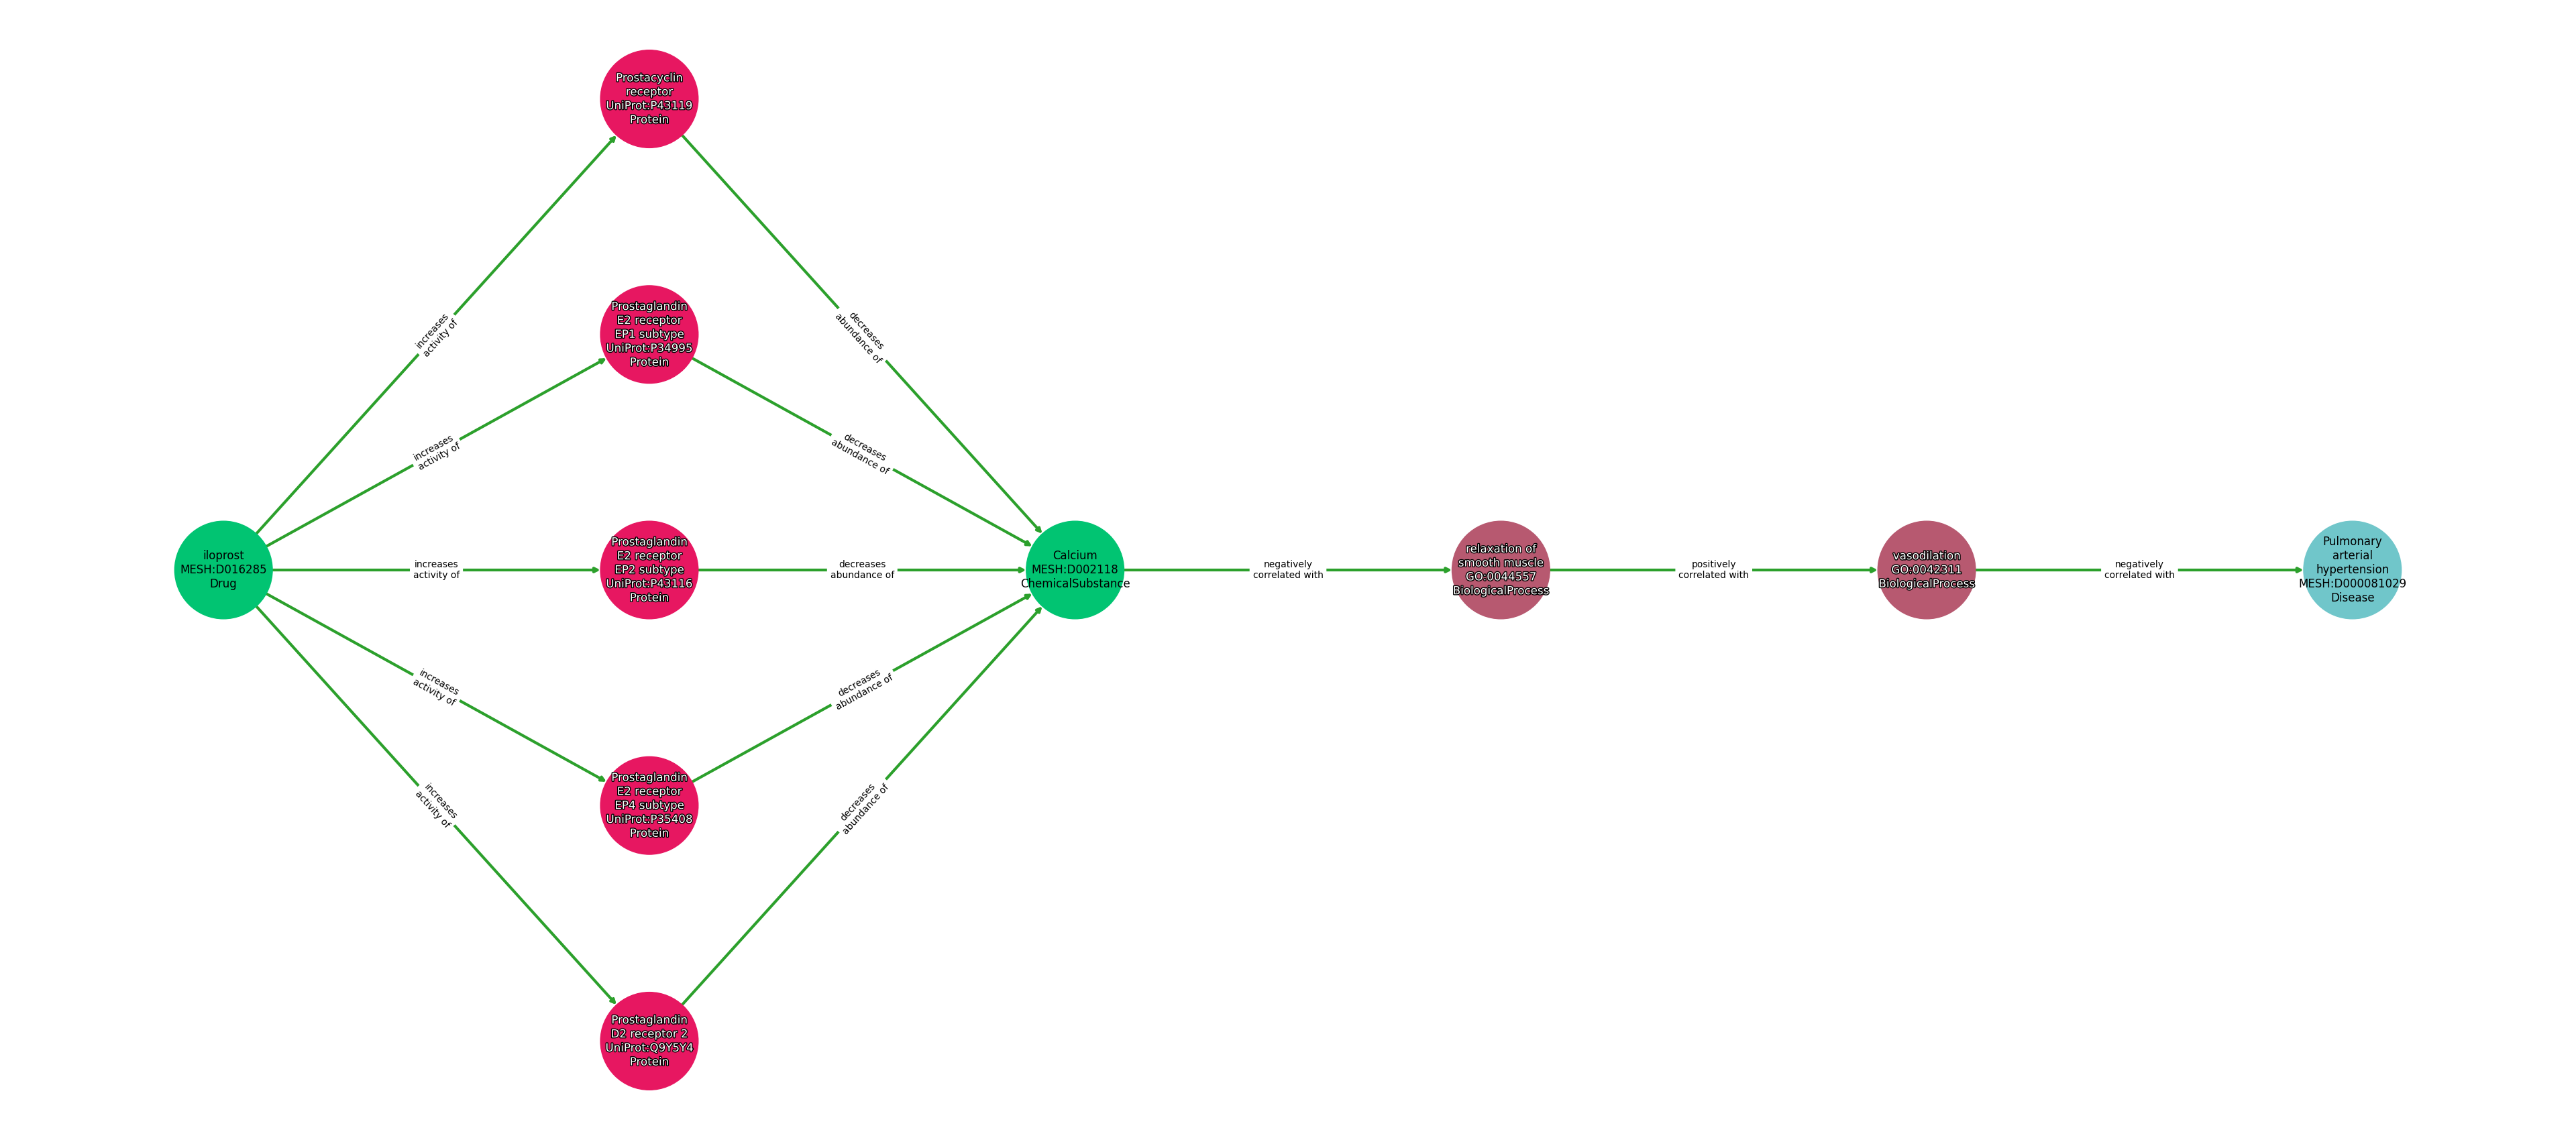 Prostacyclin
receptor
UniProt:P43119
Protein
Prostaglandin
E2 receptor
EP1 subtype
UniProt:P34995
Protein
increases
activity of
decreases
abundance of
increases
activity of
decreases
abundance of
iloprost
MESH:D016285
Drug
increases
activity of
Prostaglandin
E2 receptor
EP2 subtype
UniProt:P43116
Protein
decreases
abundance of
Calcium
MESH:D002118
ChemicalSubstance
negatively
correlated with
relaxation of
smooth muscle
GO:0044557
BiologicalProcess
positively
correlated with
vasodilation
GO:0042311
BiologicalProcess
negatively
correlated with
Pulmonary
arterial
hypertension
MESH:D000081029
Disease
increases
activity of
decreases
abundance of
increases
activity of
decreases
abundance of
Prostaglandin
E2 receptor
EP4 subtype
UniProt:P35408
Protein
Prostaglandin
D2 receptor 2
UniProt:Q9Y5Y4
Protein